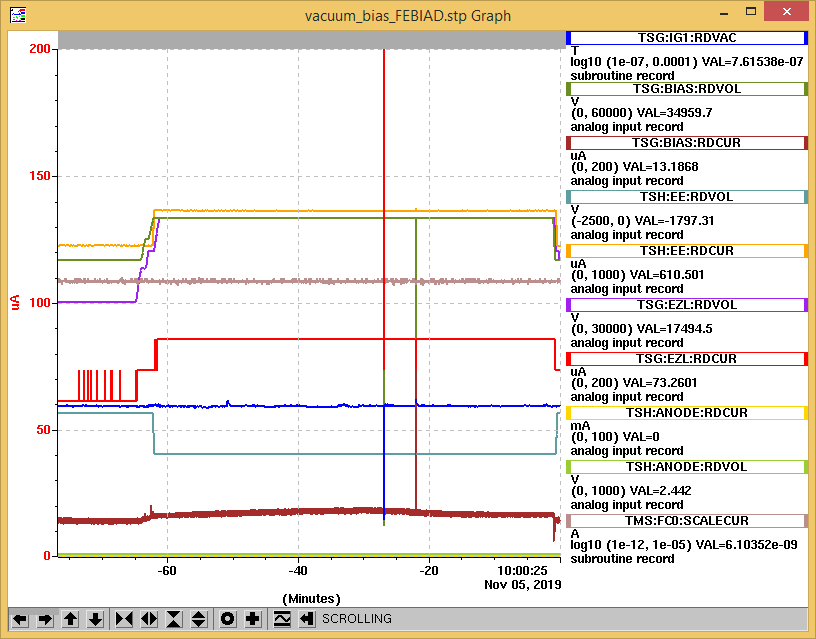 vacuum_bias_FEBIAD.stp Graph
200
150
100
50
0
uA
-60
-40
-20
10:00:25
Nov 05, 2019
(Minutes)
TSG:IG1:RDVAC
T
log10 (1e-07, 0.0001) VAL=7.61538e-07
subroutine record
TSG:BIAS:RDVOL
V
(0, 60000) VAL=34959.7
analog input record
TSG:BIAS:RDCUR
uA
(0, 200) VAL=13.1868
analog input record
TSH:EE:RDVOL
V
(-2500, 0) VAL=-1797.31
analog input record
TSH:EE:RDCUR
uA
(0, 1000) VAL=610.501
analog input record
TSG:EZL:RDVOL
V
(0, 30000) VAL=17494.5
analog input record
TSG:EZL:RDCUR
uA
(0, 200) VAL=73.2601
analog input record
TSH:ANODE:RDCUR
mA
(0, 100) VAL=0
analog input record
TSH:ANODE:RDVOL
V
(0, 1000) VAL=2.442
analog input record
TMS:FC0:SCALECUR
A
log10 (1e-12, 1e-05) VAL=6.10352e-09
subroutine record
SCROLLING